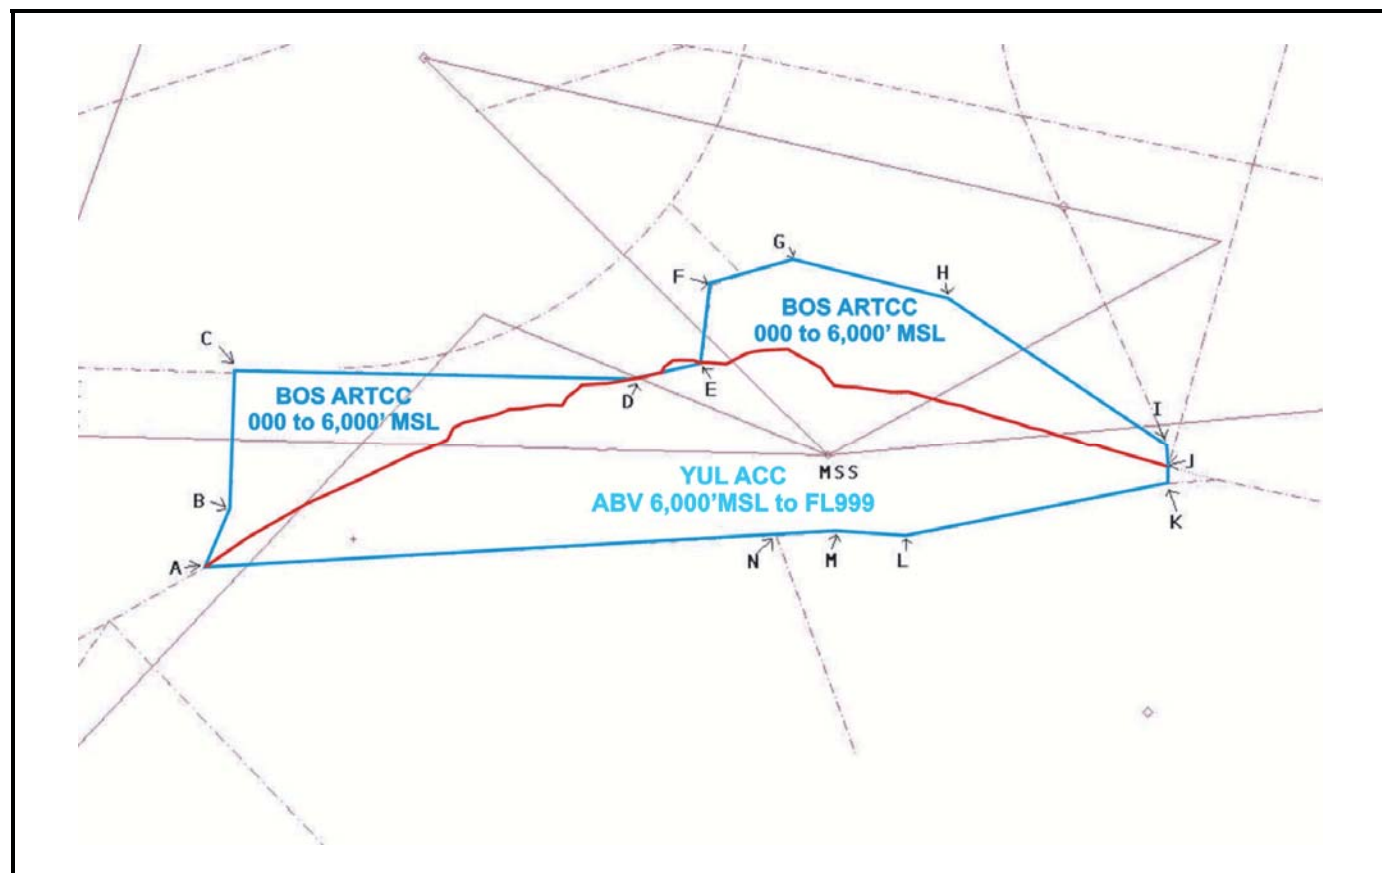 G
H
F
BOS ARTCC
000 to 6,000’ MSL
C
E
D
BOS ARTCC
000 to 6,000’ MSL
I
J
MSS
YUL ACC
ABV 6,000’MSL to FL999
B
K
A
N
M
L